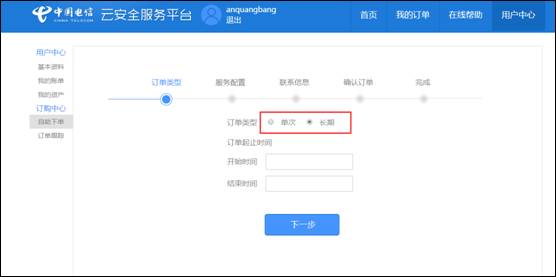 中国电信
CHINA TELECOM
云安全服务平台
anquangbang
退出
首页
我的订单
在线帮助
用户中心
用户中心
基本资料
我的账单
我的资产
订购中心
自助下单
订单跟踪
订单类型
服务配置
联系信息
确认订单
完成
订单类型 单次 长期
订单起止时间
开始时间
结束时间
下一步